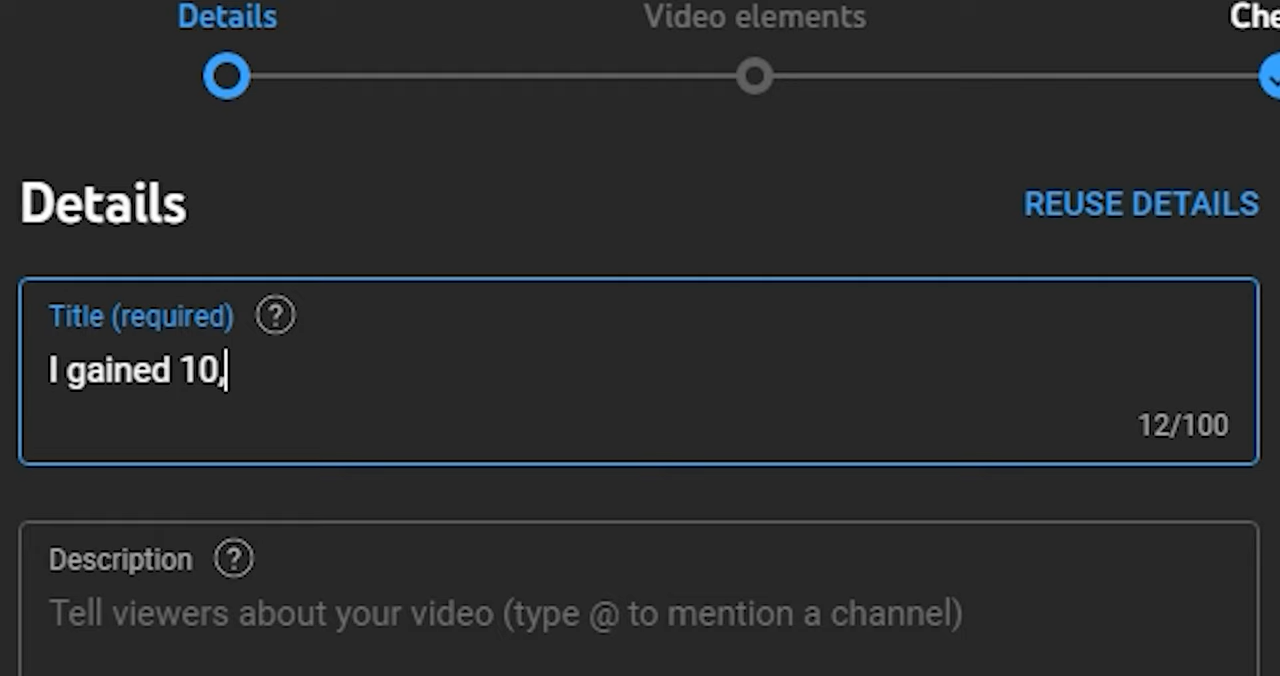 Details
Video elements
Che
Details
REUSE DETAILS
Title (required) ?
I gained 10,
12/100
Description ?
Tell viewers about your video (type @ to mention a channel)